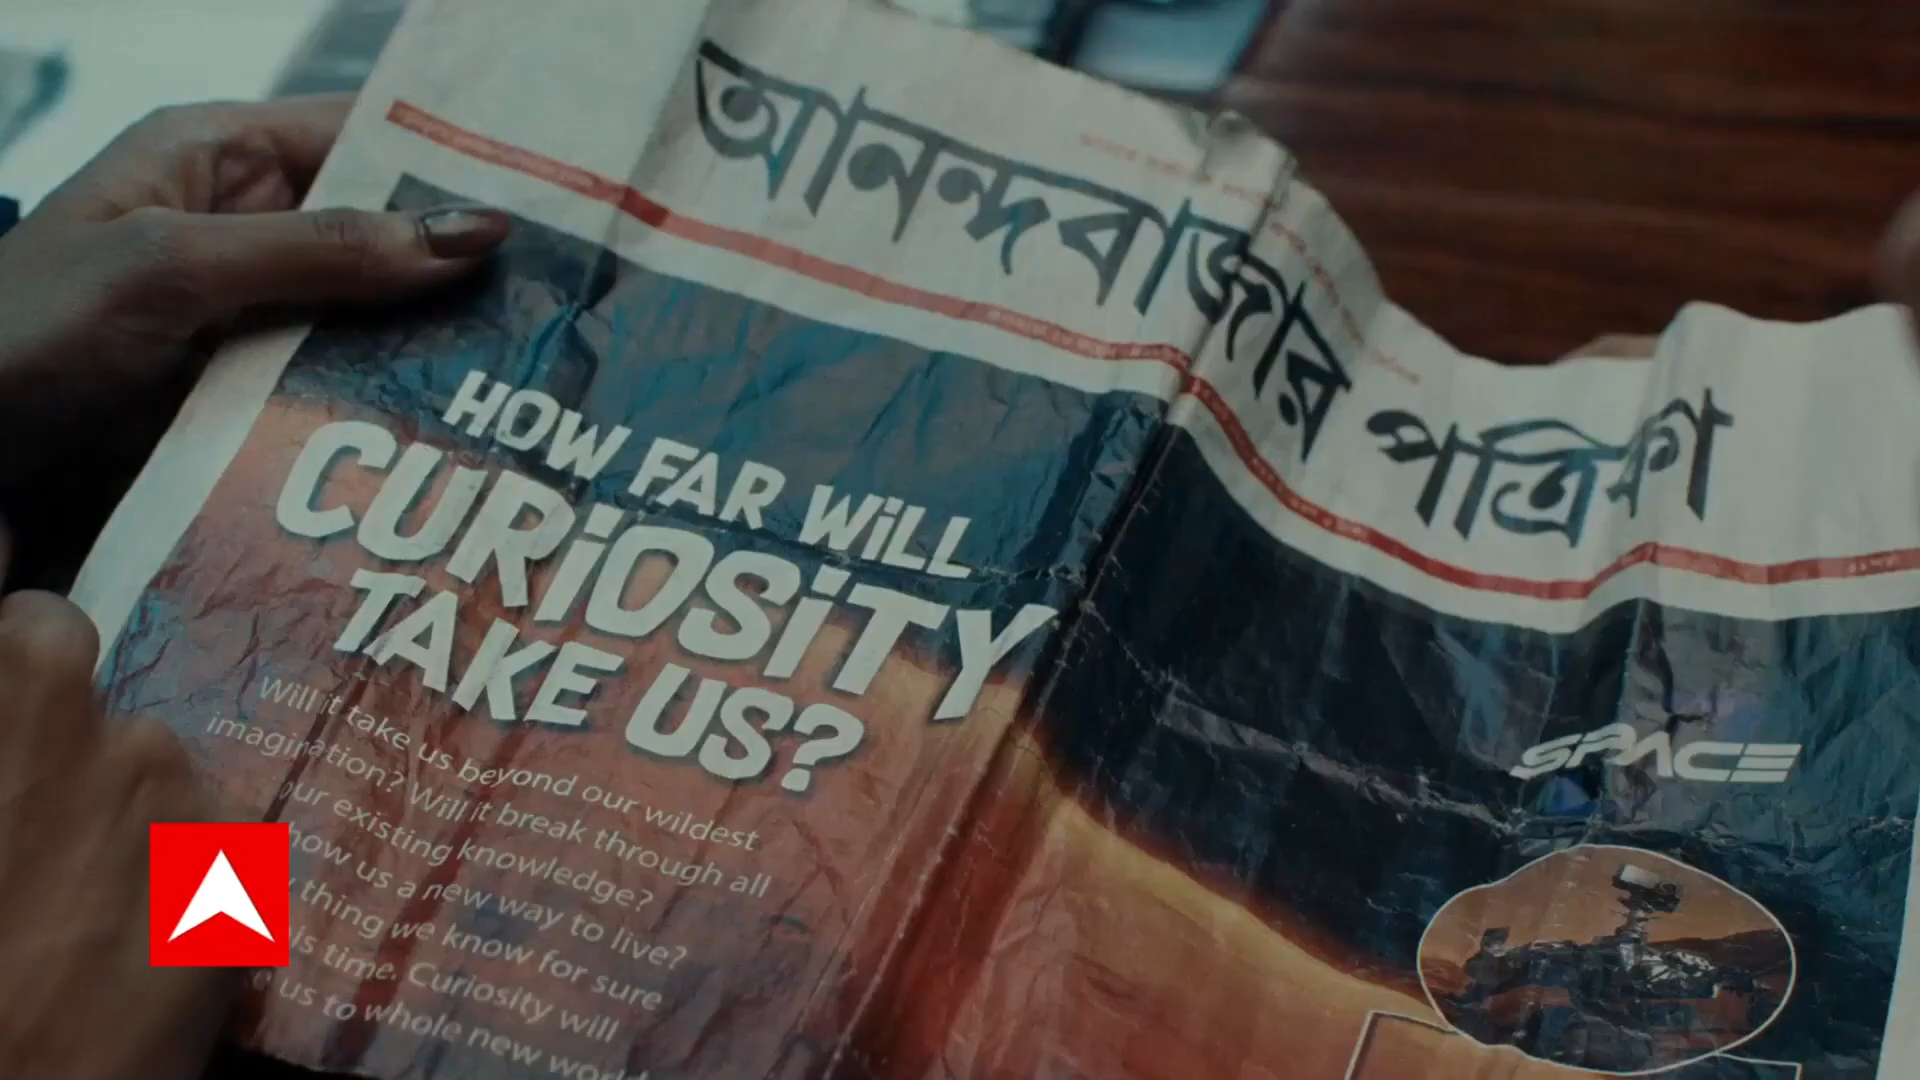 আনন্দবাজার পত্রিকা
HOW FAR WiLL
CURiOSiTY
TAKE US?
Will it take us beyond our wildest
imagination? Will it break through all
our existing knowledge?
how us a new way to live?
thing we know for sure
is time. Curiosity will
us to whole new
SPACE